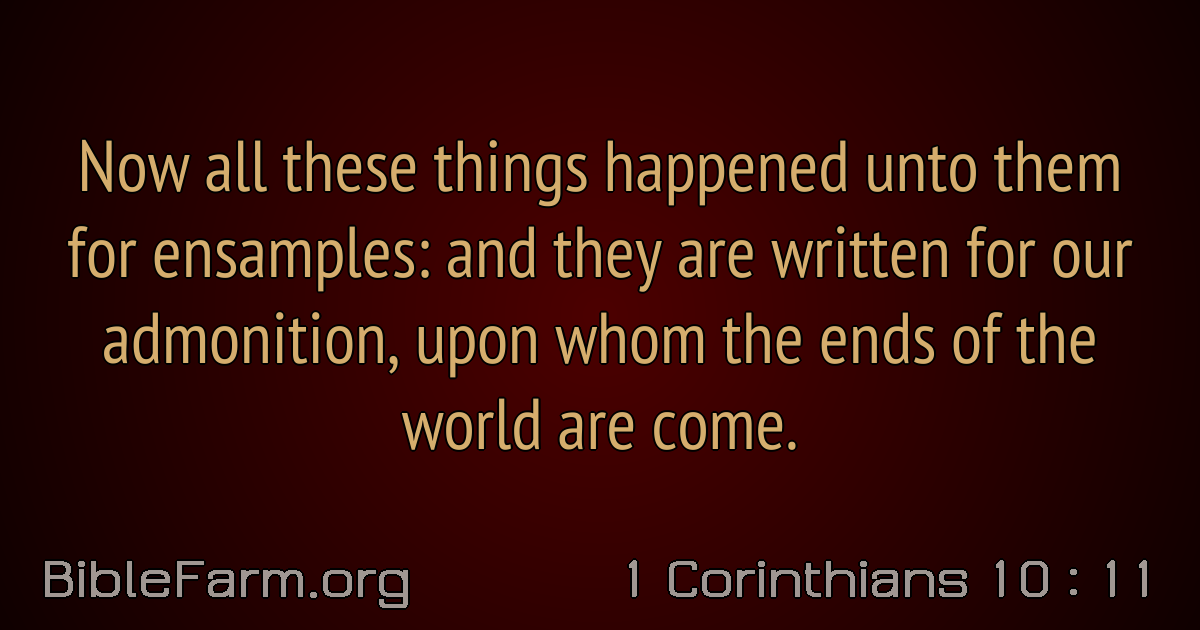 Now all these things happened unto them
for ensamples: and they are written for our
admonition, upon whom the ends of the
world are come.
BibleFarm.org
1 Corinthians 10 : 11